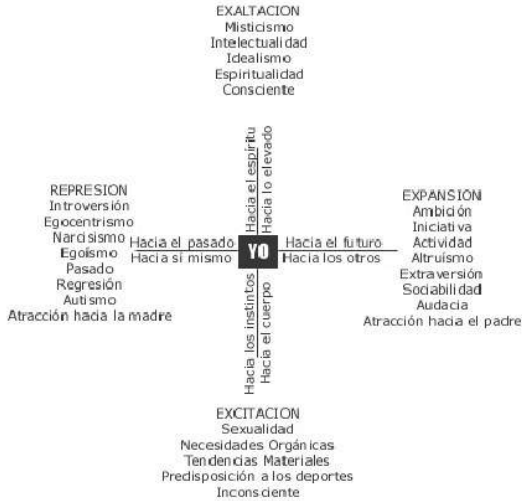 EXALTACION
Misticismo
Intelectualidad
Idealismo
Espiritualidad
Consciente
Hacia el espíritu
Hacia lo elevado
REPRESION
Introversión
Egocentrismo
Narcisismo
Egoísmo
Pasado
Regresión
Autismo
Atracción hacia la madre
Hacia el pasado
Hacia sí mismo
YO
Hacia el futuro
Hacia los otros
EXPANSIÓN
Ambición
Iniciativa
Actividad
Altruísmo
Extraversión
Sociabilidad
Audacia
Atracción hacia el padre
Hacia los instintos
Hacia el cuerpo
EXCITACION
Sexualidad
Necesidades Orgánicas
Tendencias Materiales
Predisposición a los deportes
Inconsciente